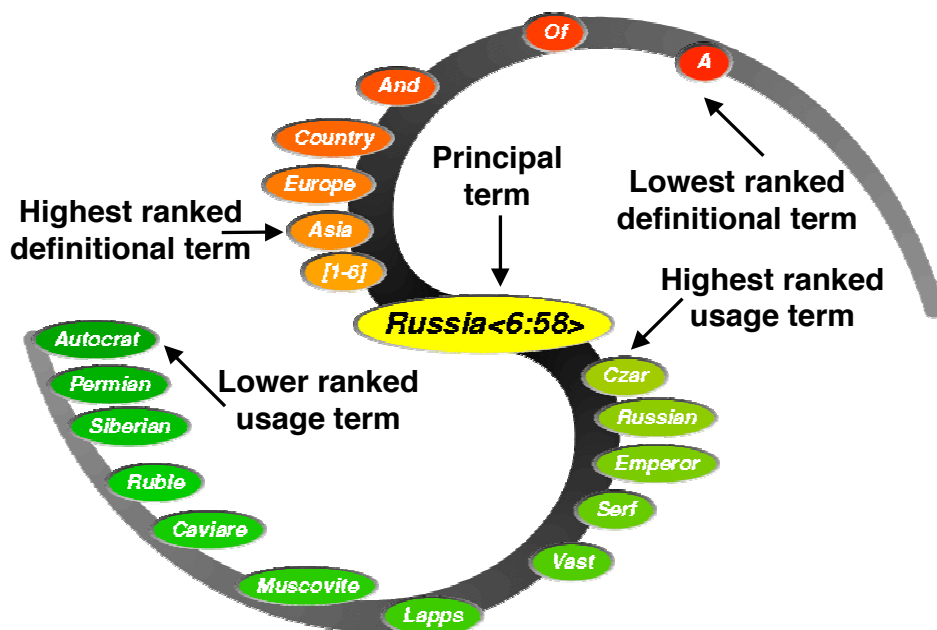 Of
A
And
Country
Europe
Asia
[1-6]
Principal
term
Lowest ranked
definitional term
Highest ranked
definitional term
Russia<6:58>
Highest ranked
usage term
Czar
Russian
Emperor
Serf
Vast
Lapps
Muscovite
Caviare
Ruble
Siberian
Permian
Autocrat
Lower ranked
usage term